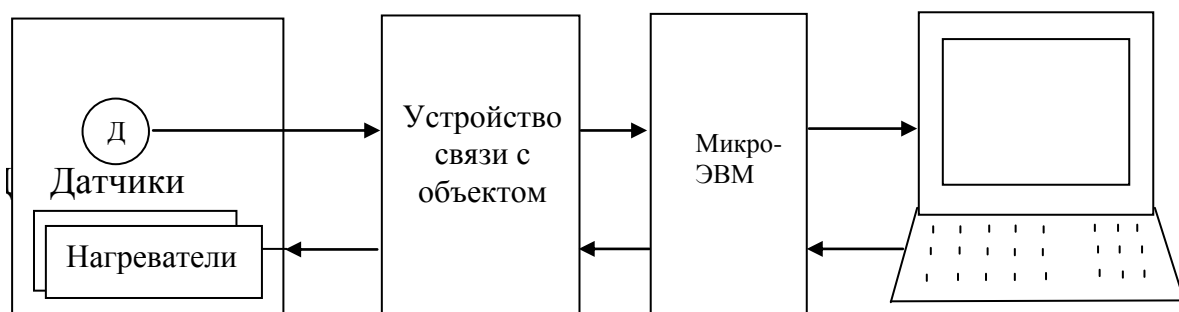 Д
Датчики
Нагреватели
Устройство
связи с
объектом
Микро-
ЭВМ